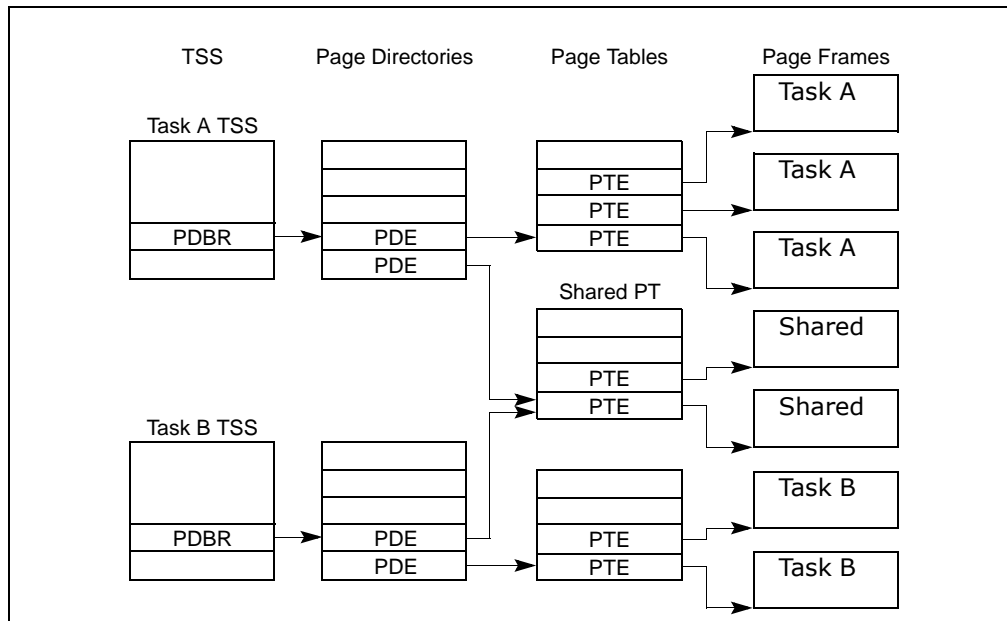 TSS Page Directories Page Tables Page Frames
Task A
Task A TSS
Task A
PTE
PTE
PDBR PDE PTE
Task A
PDE
Shared PT
Shared
PTE
PTE
Shared
Task B TSS
Task B
PDBR PDE PTE
PDE PTE
Task B